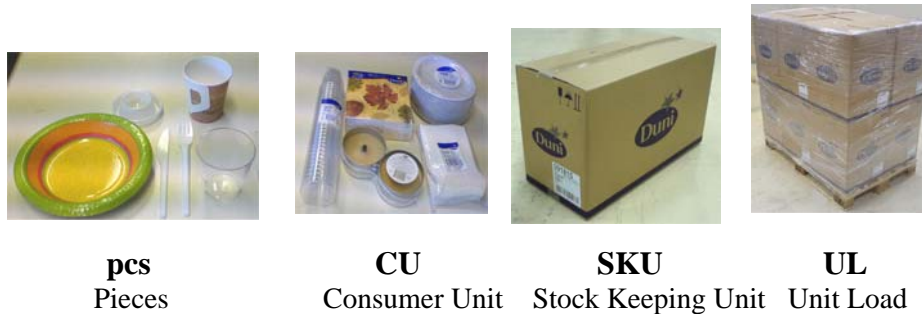 Duni
Duni
pcs CU SKU UL
Pieces Consumer Unit Stock Keeping Unit Unit Load